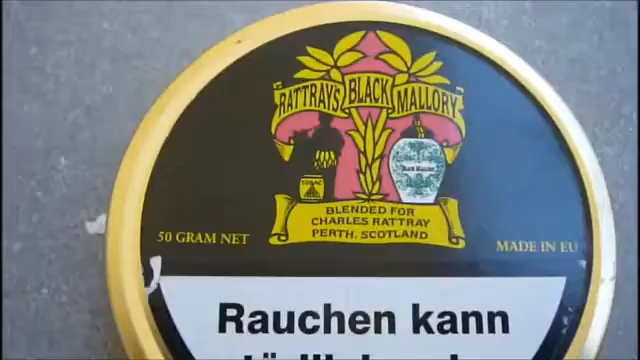 RATTRAYS BLACK MALLORY
TOBAC
BLENDED FOR
CHARLES RATTRAY
PERTH, SCOTLAND
50 GRAM NET
MADE IN EU
Rauchen kann